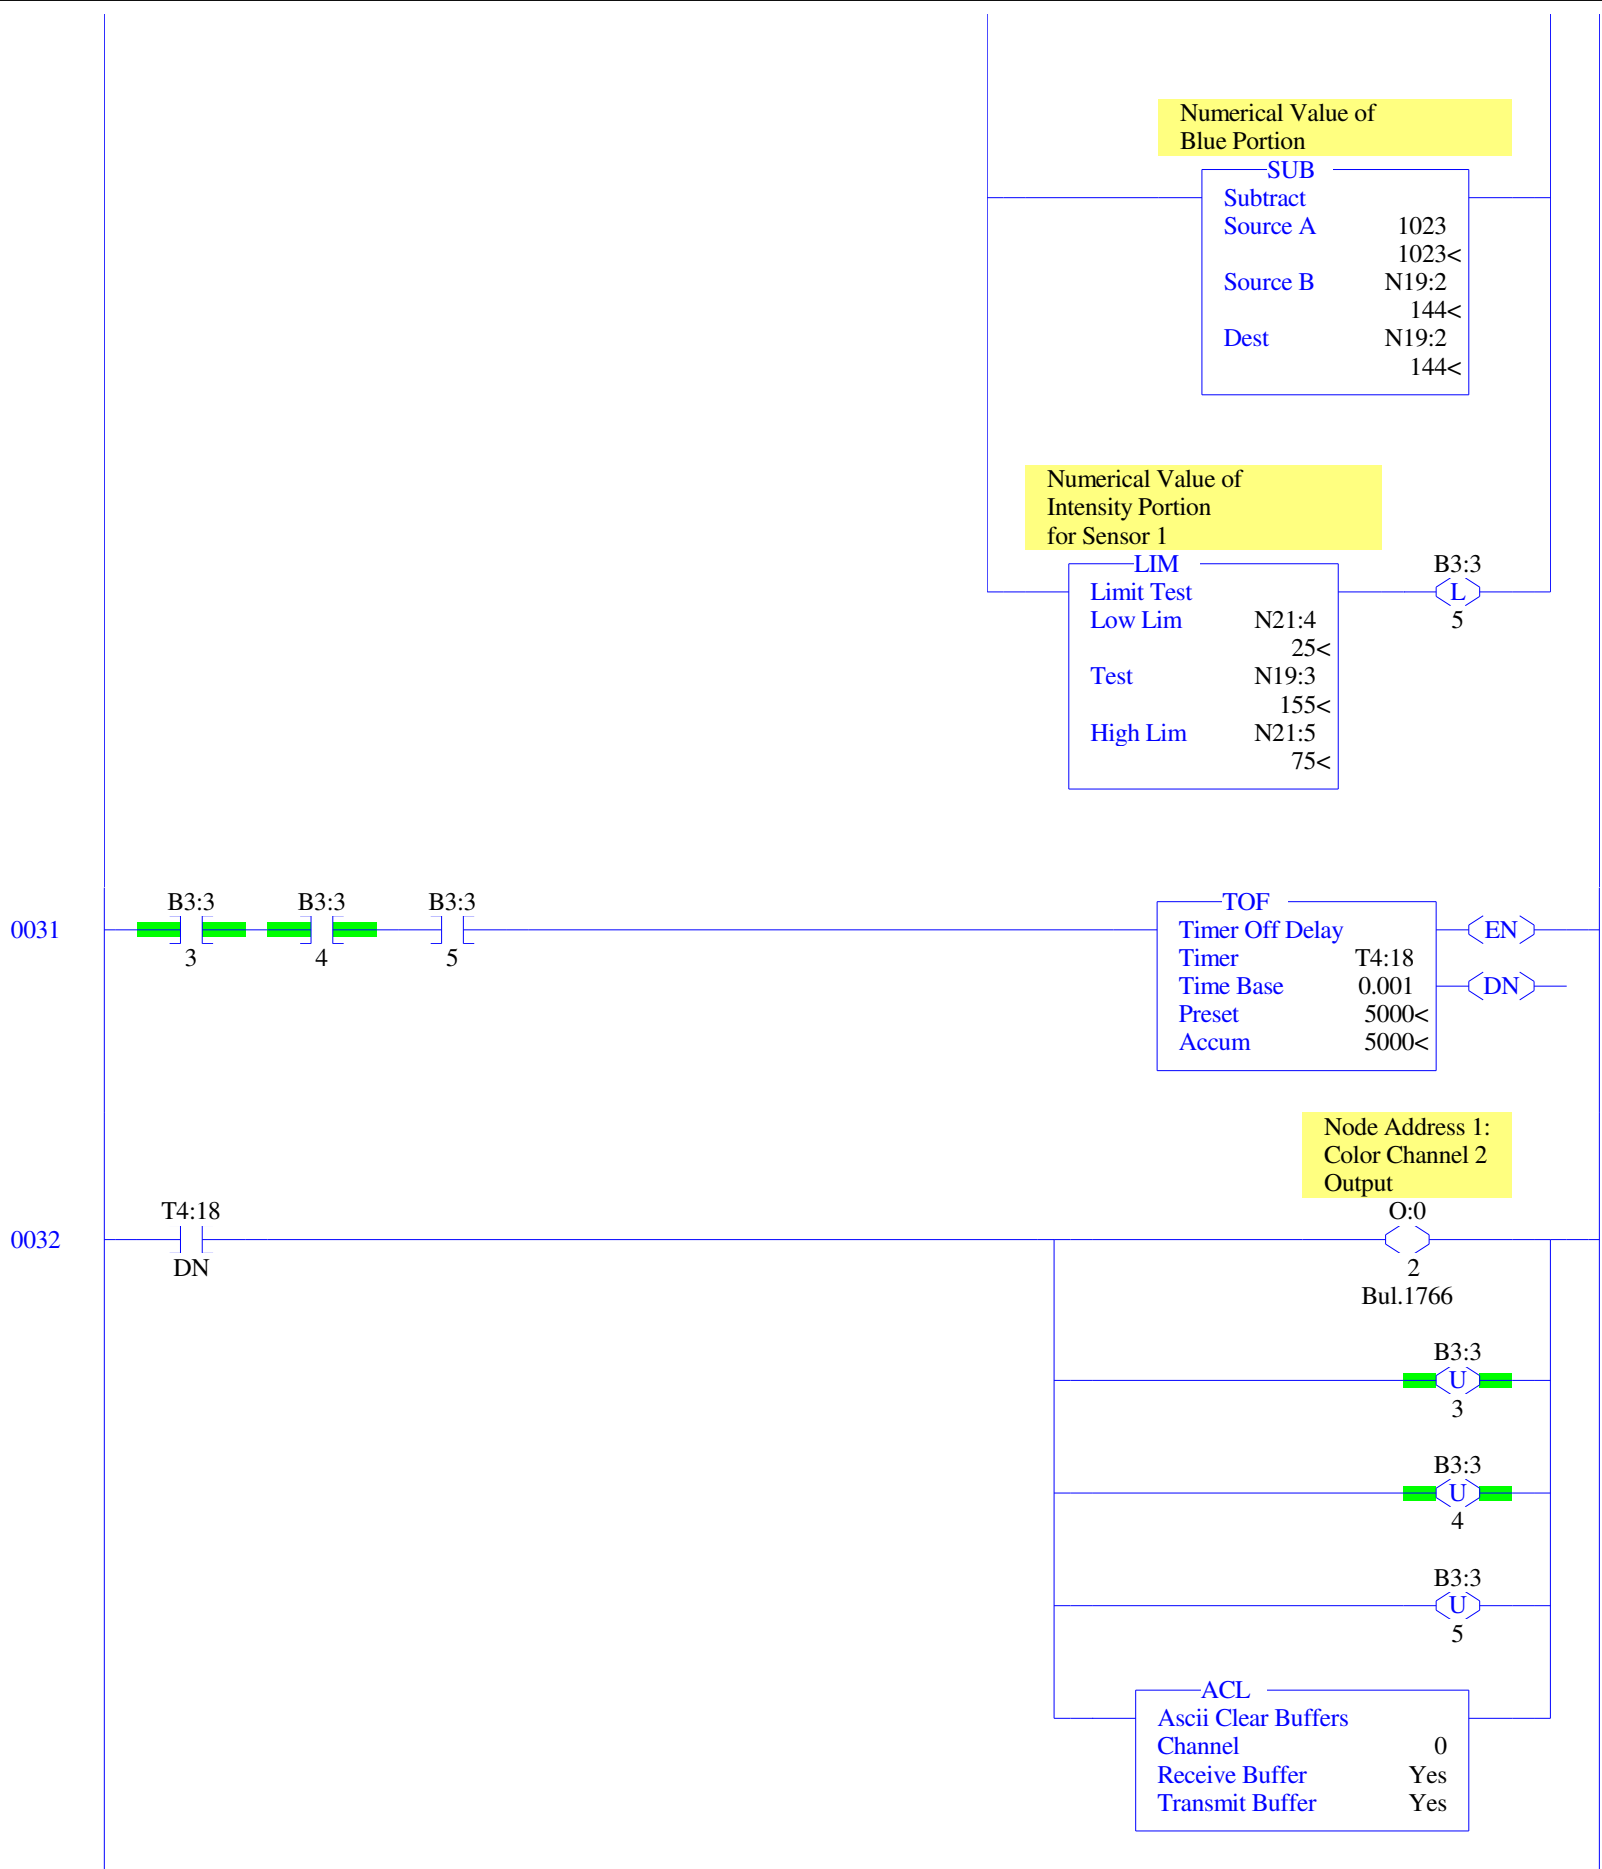 Numerical Value of
Blue Portion
SUB
Subtract
Source A 1023
1023<
Source B N19:2
144<
Dest N19:2
144<
Numerical Value of
Intensity Portion
for Sensor 1
LIM
Limit Test
Low Lim N21:4
25<
Test N19:3
155<
High Lim N21:5
75<
B3:3
L
5
0031
B3:3
3
B3:3
4
B3:3
5
TOF
Timer Off Delay
Timer T4:18
Time Base 0.001
Preset 5000<
Accum 5000<
EN
DN
Node Address 1:
Color Channel 2
Output
0032
T4:18
DN
O:0
2
Bul.1766
B3:3
U
3
B3:3
U
4
B3:3
U
5
ACL
Ascii Clear Buffers
Channel 0
Receive Buffer Yes
Transmit Buffer Yes